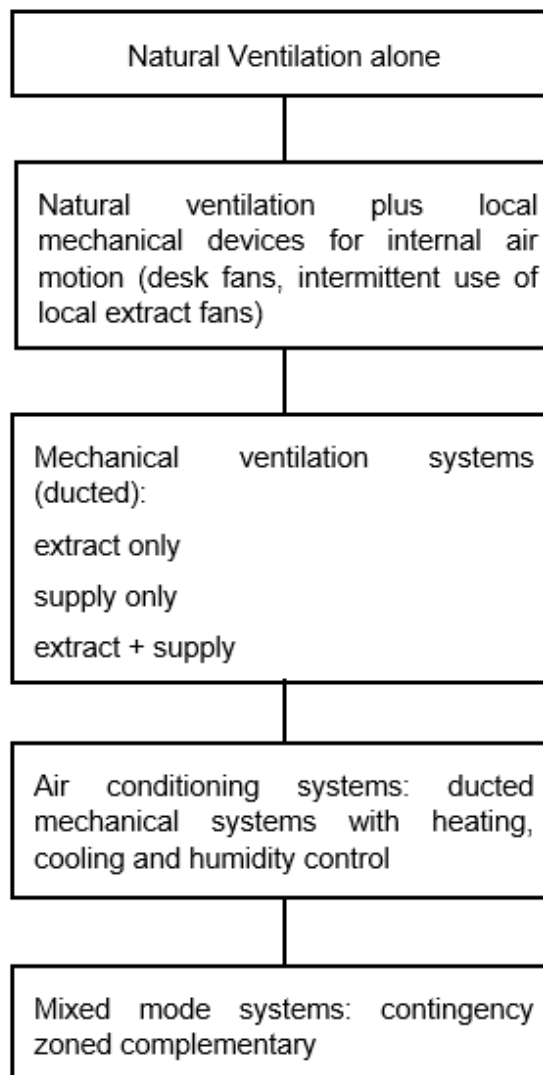 Natural Ventilation alone
Natural ventilation plus local
mechanical devices for internal air
motion (desk fans, intermittent use of
local extract fans)
Mechanical ventilation systems
(ducted):
extract only
supply only
extract + supply
Air conditioning systems: ducted
mechanical systems with heating,
cooling and humidity control
Mixed mode systems: contingency
zoned complementary